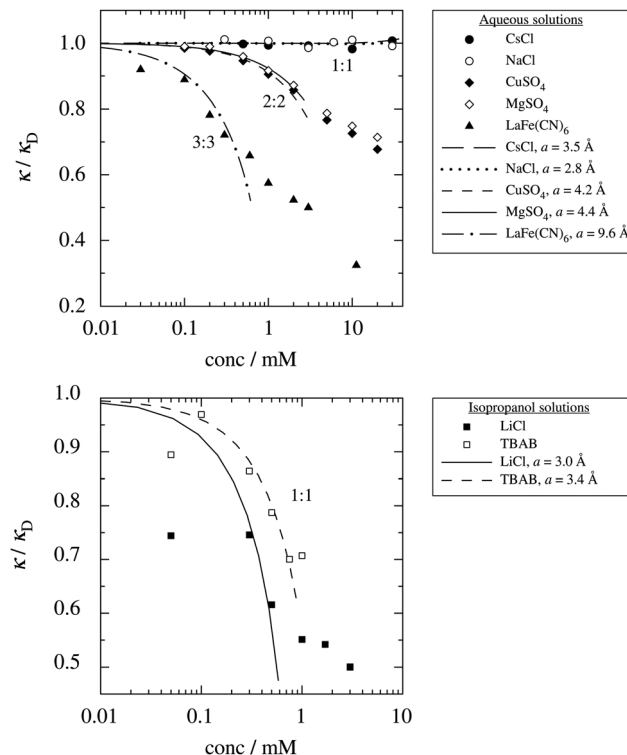 1.0
0.8
0.6
0.4
0.2
κ / κD
1:1
2:2
3:3
0.01
0.1
1
10
conc / mM
Aqueous solutions
CsCl
NaCl
CuSO4
MgSO4
LaFe(CN)6
CsCl, a = 3.5 Å
NaCl, a = 2.8 Å
CuSO4, a = 4.2 Å
MgSO4, a = 4.4 Å
LaFe(CN)6, a = 9.6 Å
1.0
0.9
0.8
0.7
0.6
0.5
κ / κD
1:1
0.01
0.1
1
10
conc / mM
Isopropanol solutions
LiCl
TBAB
LiCl, a = 3.0 Å
TBAB, a = 3.4 Å